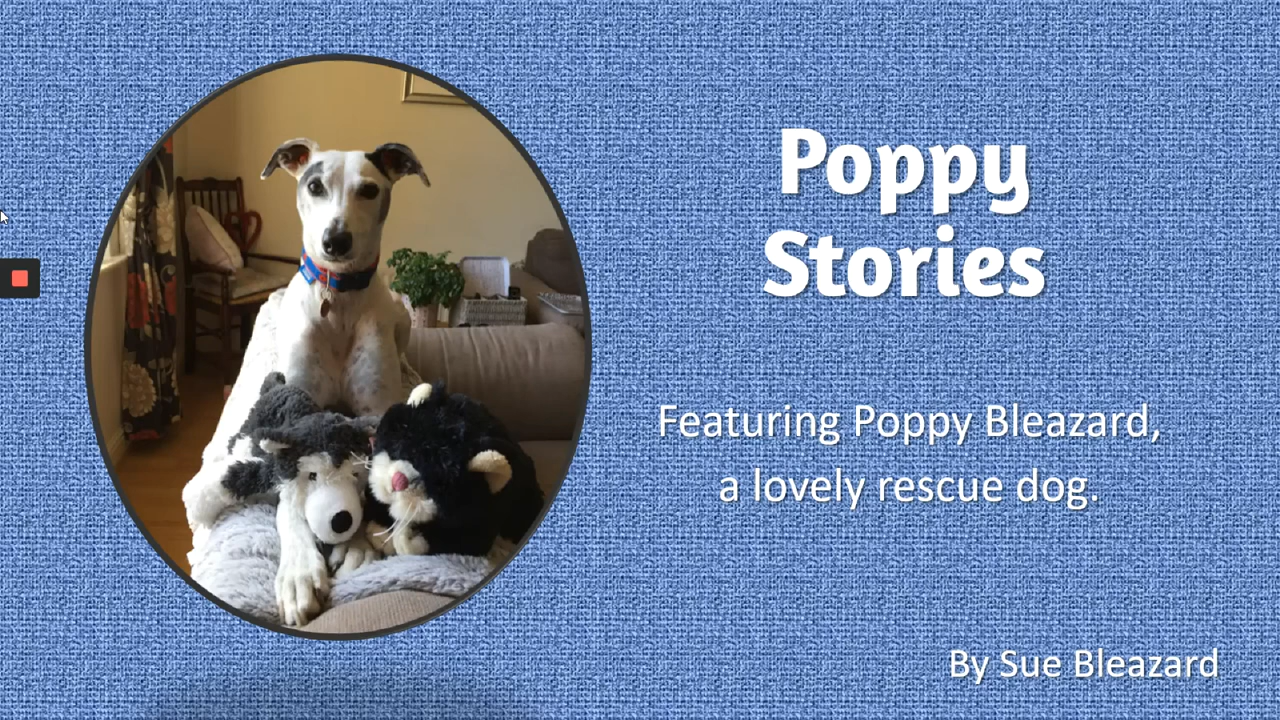 Poppy
Stories
Featuring Poppy Bleazard,
a lovely rescue dog.
By Sue Bleazard